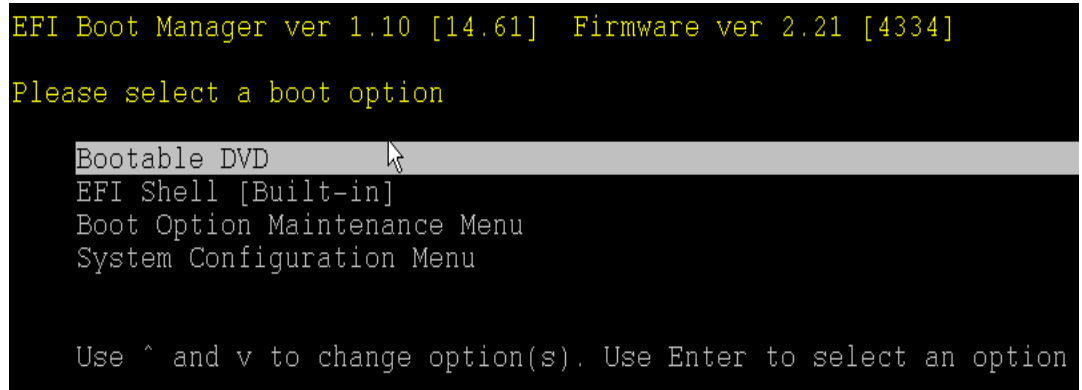 EFI Boot Manager ver 1.10 [14.61]  Firmware ver 2.21 [4334]
Please select a boot option
Bootable DVD
EFI Shell [Built-in]
Boot Option Maintenance Menu
System Configuration Menu
Use ^ and v to change option(s). Use Enter to select an option